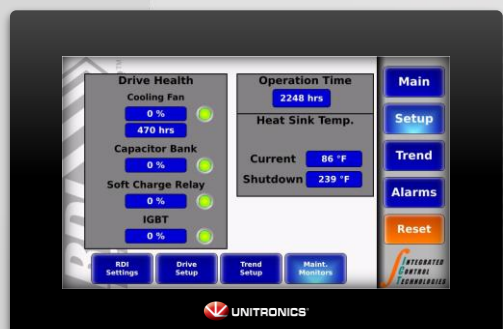 Drive Health
Cooling Fan
0 %
470 hrs
Capacitor Bank
0 %
Soft Charge Relay
0 %
IGBT
0 %
Operation Time
2248 hrs
Heat Sink Temp.
Current 86 °F
Shutdown 239 °F
Main
Setup
Trend
Alarms
Reset
RDI
Settings
Drive
Setup
Trend
Setup
Maint.
Monitors
INTEGRATED
CONTROL
TECHNOLOGIES
UNITRONICS